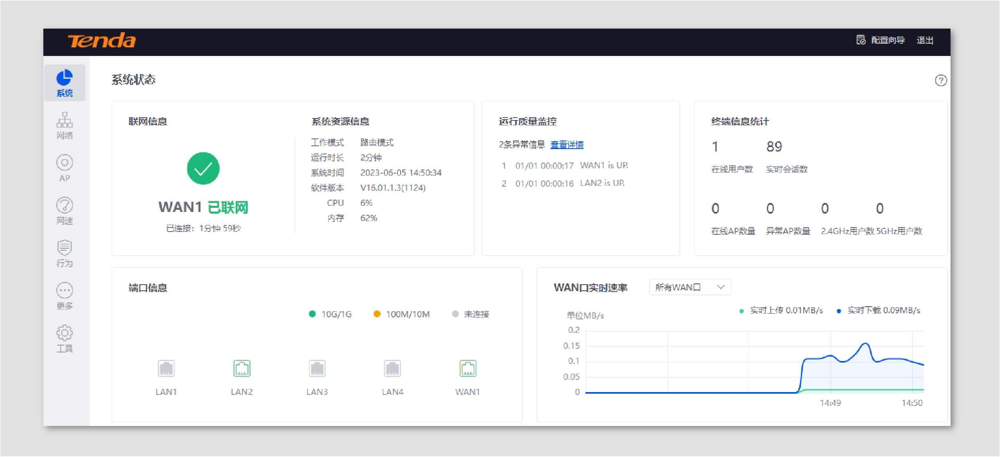 Tenda
配置向导 退出
系统
网络
AP
网速
行为
更多
工具
系统状态
联网信息
WAN1 已联网
已连接：1分钟 59秒
系统资源信息
工作模式 路由模式
运行时长 2分钟
系统时间 2023-06-05 14:50:34
软件版本 V16.01.1.3(1124)
CPU 6%
内存 62%
运行质量监控
2条异常信息 查看详情
1 01/01 00:00:17 WAN1 is UP.
2 01/01 00:00:16 LAN2 is UP.
终端信息统计
1 89
在线用户数 实时会话数
0 0 0 0
在线AP数量 异常AP数量 2.4GHz用户数 5GHz用户数
端口信息
10G/1G 100M/10M 未连接
LAN1 LAN2 LAN3 LAN4 WAN1
WAN口实时速率 所有WAN口
实时上传 0.01MB/s 实时下载 0.09MB/s
单位MB/s
0.2
0.15
0.1
0.05
0
14:49 14:50